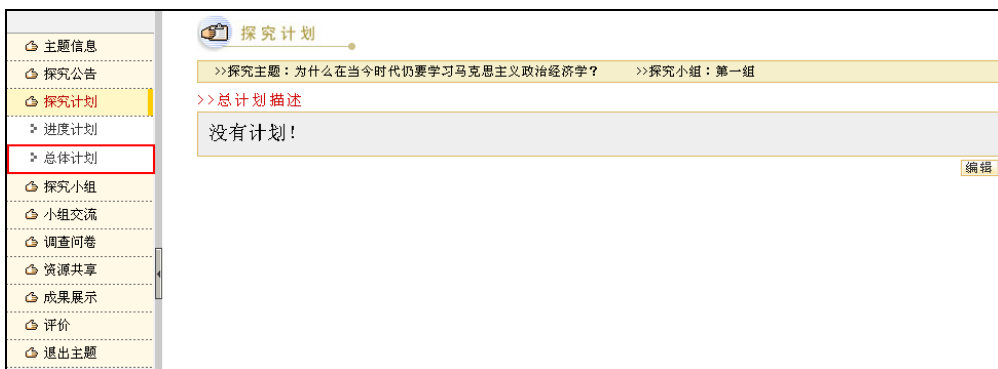 主题信息
探究公告
探究计划
进度计划
总体计划
探究小组
小组交流
调查问卷
资源共享
成果展示
评价
退出主题
探究计划
>>探究主题：为什么在当今时代仍要学习马克思主义政治经济学？ >>探究小组：第一组
>>总计划描述
没有计划！
编辑